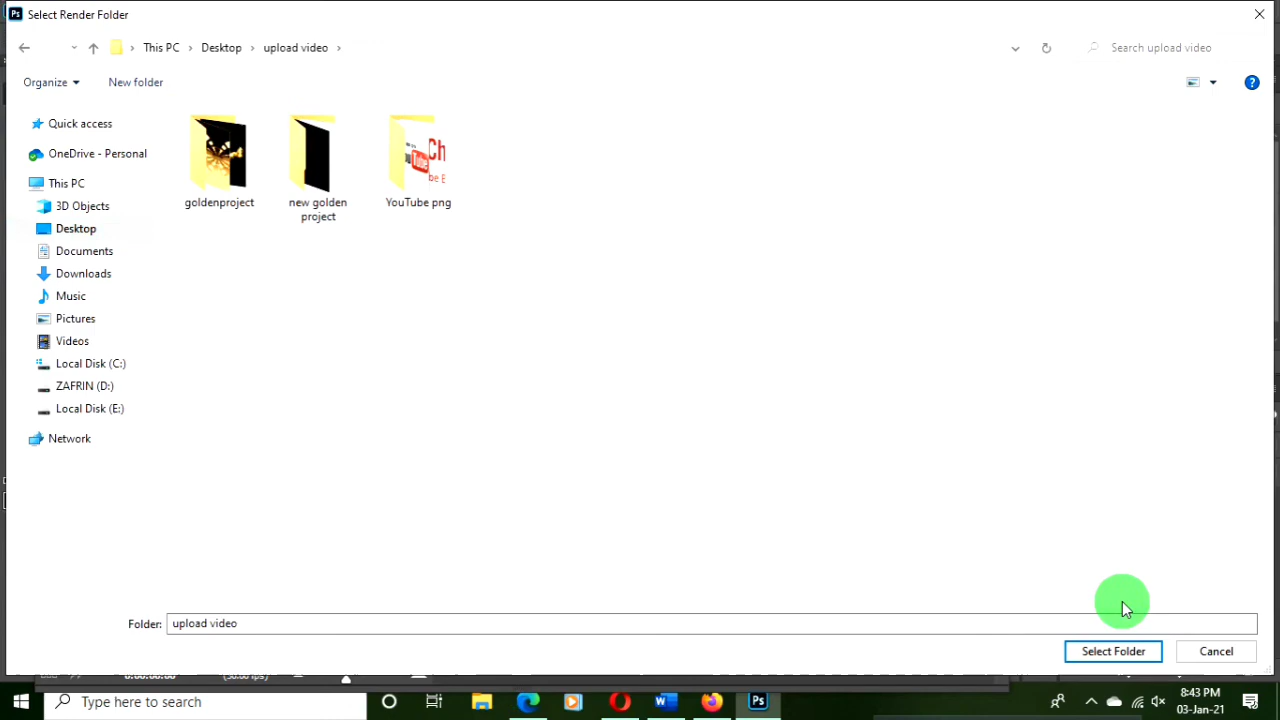 Select Render Folder
This PC > Desktop > upload video >
Search upload video
Organize
New folder
Quick access
OneDrive - Personal
This PC
3D Objects
Desktop
Documents
Downloads
Music
Pictures
Videos
Local Disk (C:)
ZAFRIN (D:)
Local Disk (E:)
Network
goldenproject
new golden
project
YouTube png
Folder: upload video
Select Folder
Cancel
Type here to search
8:43 PM
03-Jan-21